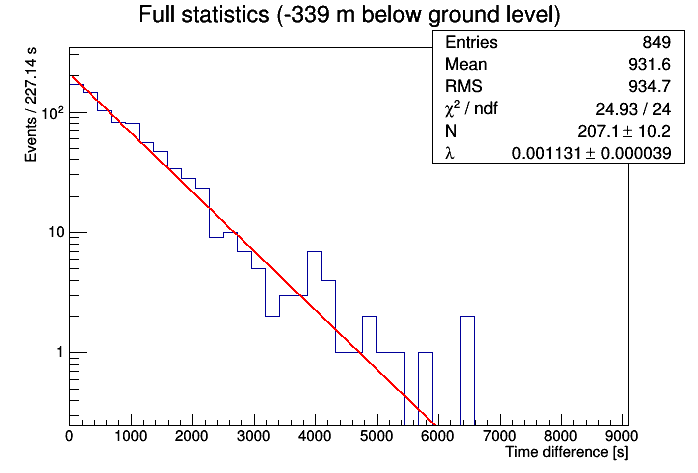 Full statistics (-339 m below ground level)
Entries 849
Mean 931.6
RMS 934.7
χ² / ndf 24.93 / 24
N 207.1 ± 10.2
λ 0.001131 ± 0.000039
Events / 227.14 s
10²
10
1
0 1000 2000 3000 4000 5000 6000 7000 8000 9000
Time difference [s]